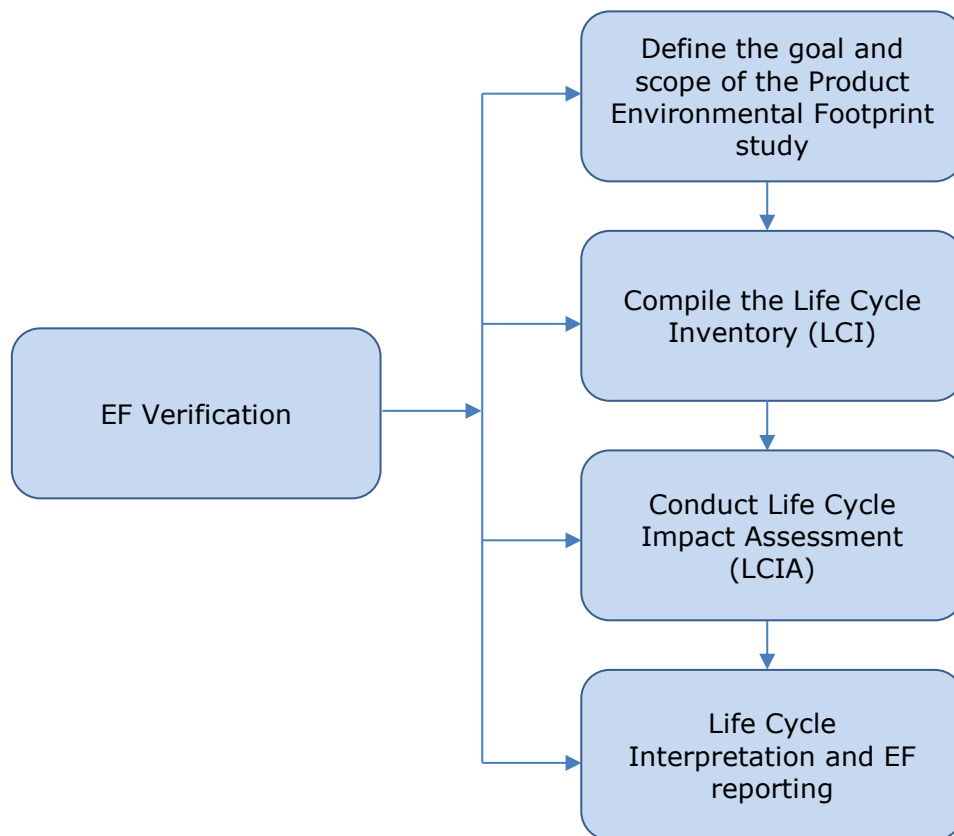 Define the goal and
scope of the Product
Environmental Footprint
study
Compile the Life Cycle
Inventory (LCI)
EF Verification
Conduct Life Cycle
Impact Assessment
(LCIA)
Life Cycle
Interpretation and EF
reporting